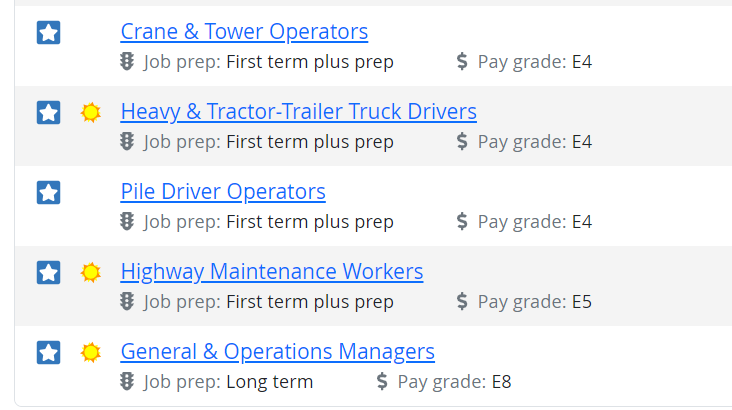 Crane & Tower Operators
Job prep: First term plus prep $ Pay grade: E4
Heavy & Tractor-Trailer Truck Drivers
Job prep: First term plus prep $ Pay grade: E4
Pile Driver Operators
Job prep: First term plus prep $ Pay grade: E4
Highway Maintenance Workers
Job prep: First term plus prep $ Pay grade: E5
General & Operations Managers
Job prep: Long term $ Pay grade: E8